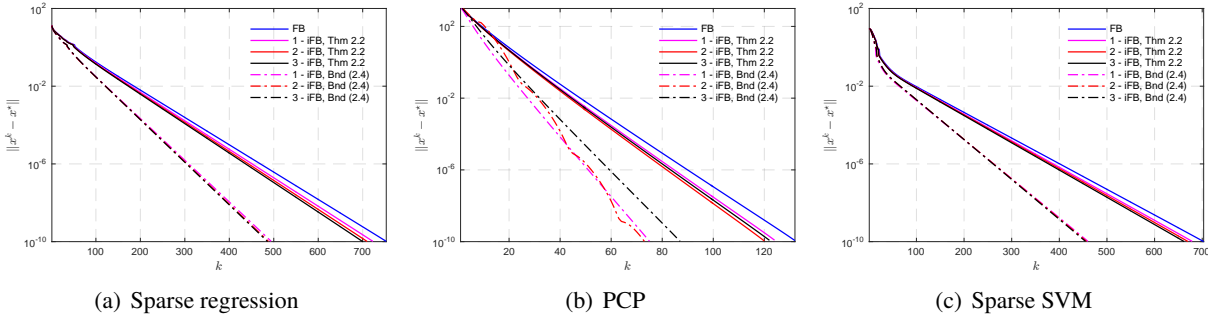 10^2
10^-2
10^-6
10^-10
||x^k − x^*||
100 200 300 400 500 600 700
k
FB
1 - iFB, Thm 2.2
2 - iFB, Thm 2.2
3 - iFB, Thm 2.2
1 - iFB, Bnd (2.4)
2 - iFB, Bnd (2.4)
3 - iFB, Bnd (2.4)
(a) Sparse regression
10^2
10^-2
10^-6
10^-10
||x^k − x^*||
20 40 60 80 100 120
k
FB
1 - iFB, Thm 2.2
2 - iFB, Thm 2.2
3 - iFB, Thm 2.2
1 - iFB, Bnd (2.4)
2 - iFB, Bnd (2.4)
3 - iFB, Bnd (2.4)
(b) PCP
10^2
10^-2
10^-6
10^-10
||x^k − x^*||
100 200 300 400 500 600 700
k
FB
1 - iFB, Thm 2.2
2 - iFB, Thm 2.2
3 - iFB, Thm 2.2
1 - iFB, Bnd (2.4)
2 - iFB, Bnd (2.4)
3 - iFB, Bnd (2.4)
(c) Sparse SVM